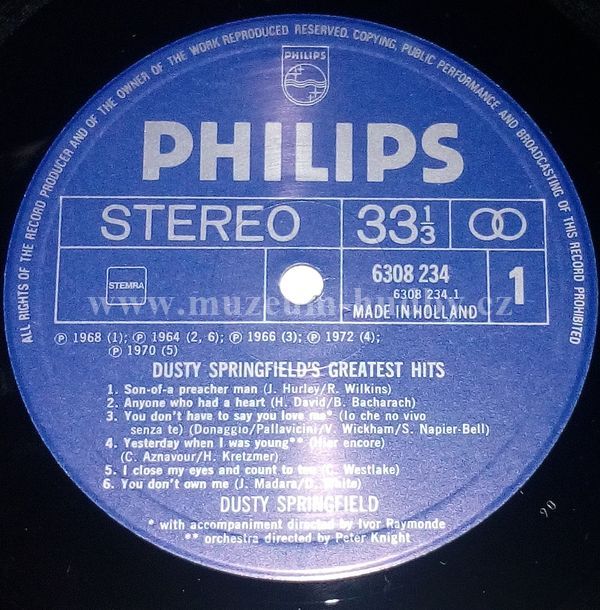 ALL RIGHTS OF THE RECORD PRODUCER AND OF THE OWNER OF THE WORK REPRODUCED RESERVED. COPYING, PUBLIC PERFORMANCE AND BROADCASTING OF THIS RECORD PROHIBITED
PHILIPS
PHILIPS
STEREO 33⅓
STEMRA 6308 234 1
6308 234.1
MADE IN HOLLAND
℗ 1968 (1); ℗ 1964 (2, 6); ℗ 1966 (3); ℗ 1972 (4);
℗ 1970 (5)
DUSTY SPRINGFIELD'S GREATEST HITS
1. Son-of-a preacher man (J. Hurley/R. Wilkins)
2. Anyone who had a heart (H. David/B. Bacharach)
3. You don't have to say you love me* (Io che no vivo
senza te) (Donaggio/Pallavicini/V. Wickham/S. Napier-Bell)
4. Yesterday when I was young** (Hier encore)
(C. Aznavour/H. Kretzmer)
5. I close my eyes and count to ten (C. Westlake)
6. You don't own me (J. Madara/D. White)
DUSTY SPRINGFIELD
* with accompaniment directed by Ivor Raymonde
** orchestra directed by Peter Knight